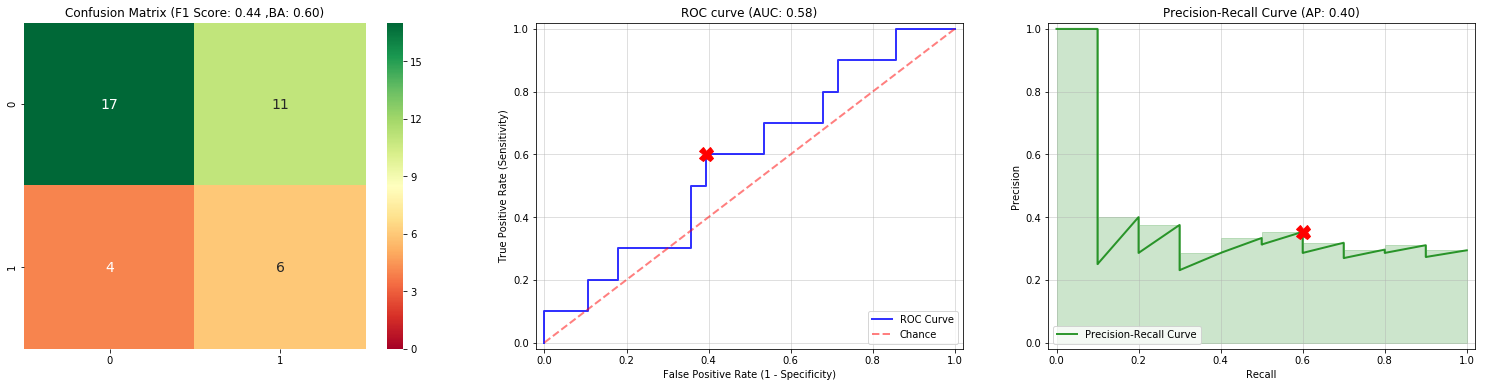 Confusion Matrix (F1 Score: 0.44 ,BA: 0.60)
0
1
17
11
4
6
0
1
15
12
9
6
3
0
ROC curve (AUC: 0.58)
True Positive Rate (Sensitivity)
1.0
0.8
0.6
0.4
0.2
0.0
0.0 0.2 0.4 0.6 0.8 1.0
False Positive Rate (1 - Specificity)
ROC Curve
Chance
Precision-Recall Curve (AP: 0.40)
Precision
1.0
0.8
0.6
0.4
0.2
0.0
0.0 0.2 0.4 0.6 0.8 1.0
Recall
Precision-Recall Curve